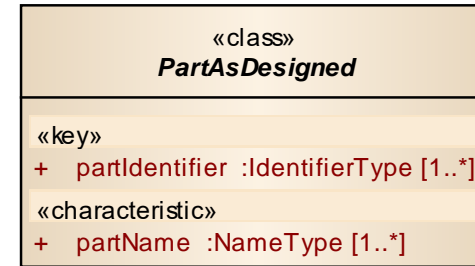 «class»
PartAsDesigned
«key»
+ partIdentifier :IdentifierType [1..*]
«characteristic»
+ partName :NameType [1..*]